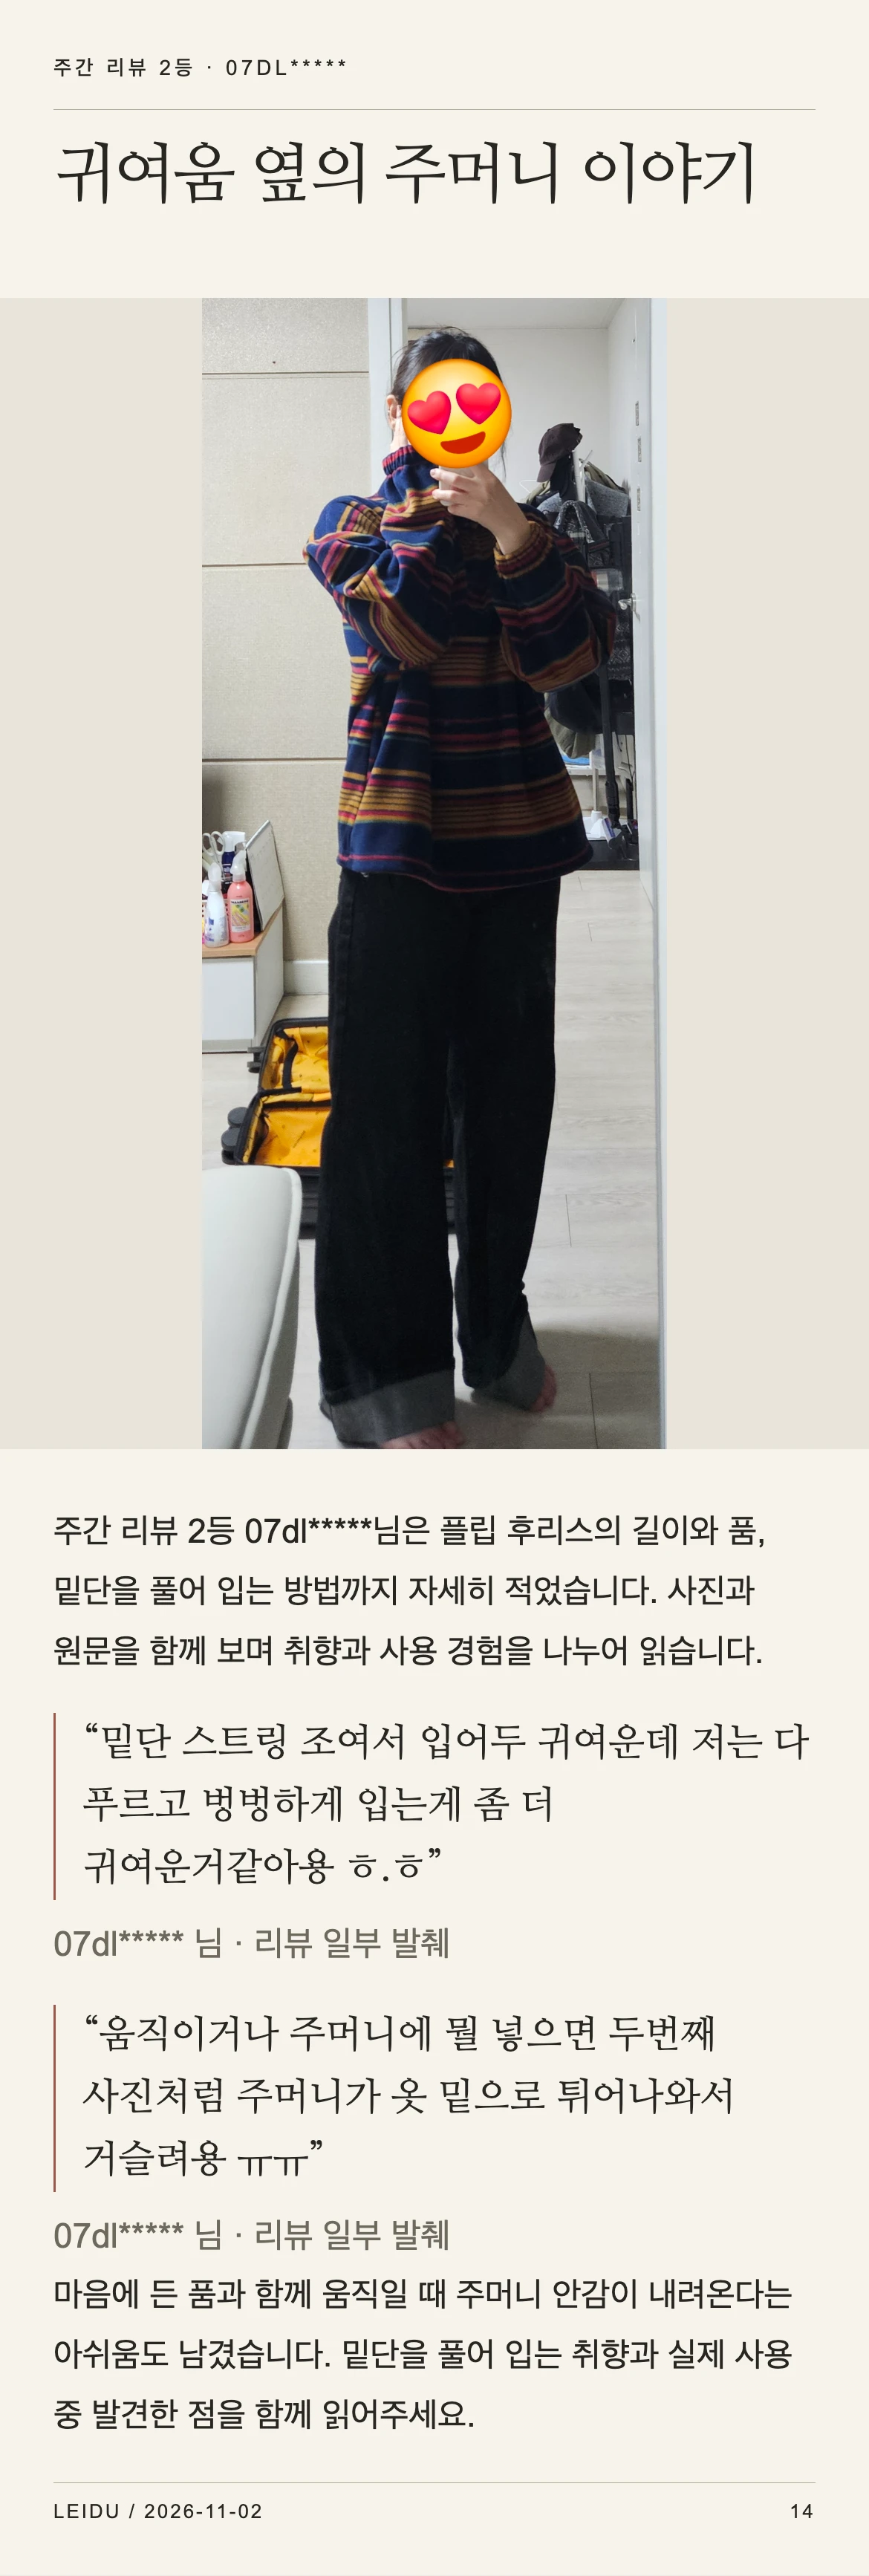 주간 리뷰 2등 · 07DL*****
귀여움 옆의 주머니 이야기
주간 리뷰 2등 07dl*****님은 플립 후리스의 길이와 품,
밑단을 풀어 입는 방법까지 자세히 적었습니다. 사진과
원문을 함께 보며 취향과 사용 경험을 나누어 읽습니다.
“밑단 스트링 조여서 입어두 귀여운데 저는 다
푸르고 벙벙하게 입는게 좀 더
귀여운거같아용 ㅎ.ㅎ”
07dl***** 님 · 리뷰 일부 발췌
“움직이거나 주머니에 뭘 넣으면 두번째
사진처럼 주머니가 옷 밑으로 튀어나와서
거슬려용 ㅠㅠ”
07dl***** 님 · 리뷰 일부 발췌
마음에 든 품과 함께 움직일 때 주머니 안감이 내려온다는
아쉬움도 남겼습니다. 밑단을 풀어 입는 취향과 실제 사용
중 발견한 점을 함께 읽어주세요.
LEIDU / 2026-11-02
14